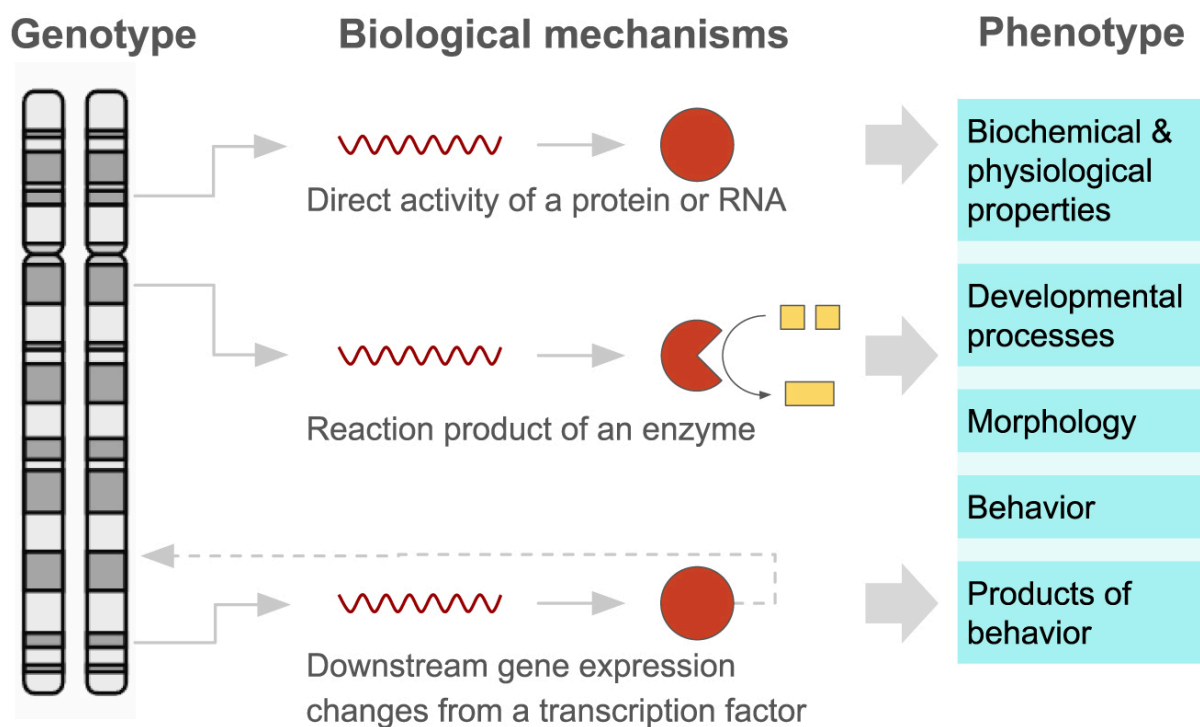 Genotype
Biological mechanisms
Phenotype
Direct activity of a protein or RNA
Reaction product of an enzyme
Downstream gene expression
changes from a transcription factor
Biochemical &
physiological
properties
Developmental
processes
Morphology
Behavior
Products of
behavior